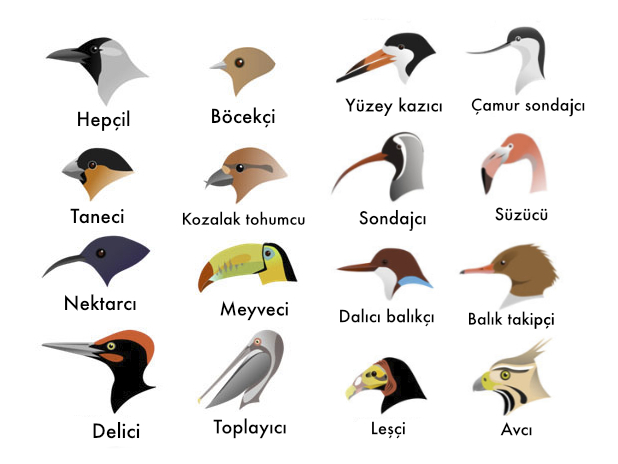 Hepçil
Böcekçi
Yüzey kazıcı
Çamur sondajcı
Taneci
Kozalak tohumcu
Sondajcı
Süzücü
Nektarcı
Meyveci
Dalıcı balıkçı
Balık takipçi
Delici
Toplayıcı
Leşçi
Avcı